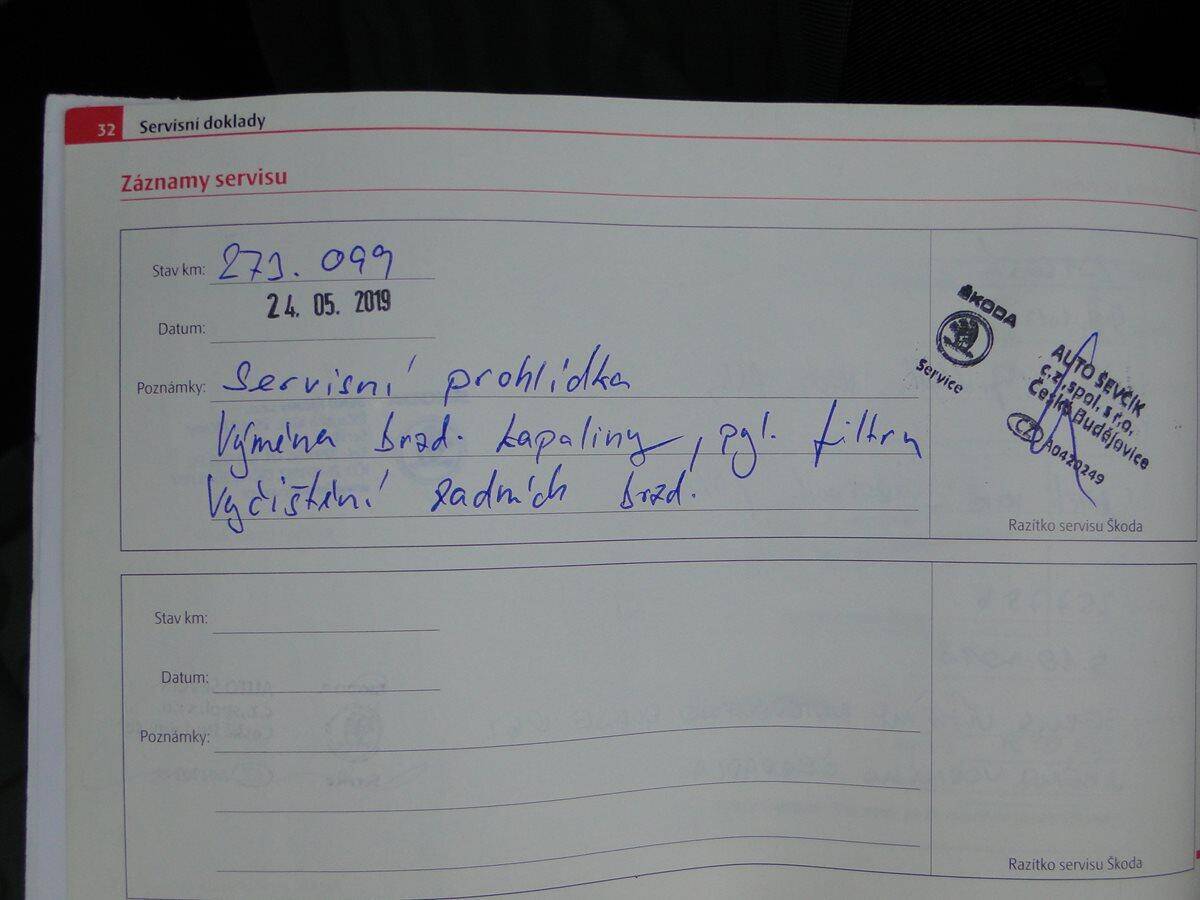 32 Servisní doklady
Záznamy servisu
Stav km: 273.099
24. 05. 2019
Datum:
Poznámky: Servisní prohlídka
Výměna brzd. kapaliny, pyl. filtru
Vyčištění zadních brzd.
ŠKODA
Service
AUTO ŠEVČÍK
c.z, spol. s r.o.
České Budějovice
CZ A0420249
Razítko servisu Škoda
Stav km:
Datum:
Poznámky:
Razítko servisu Škoda